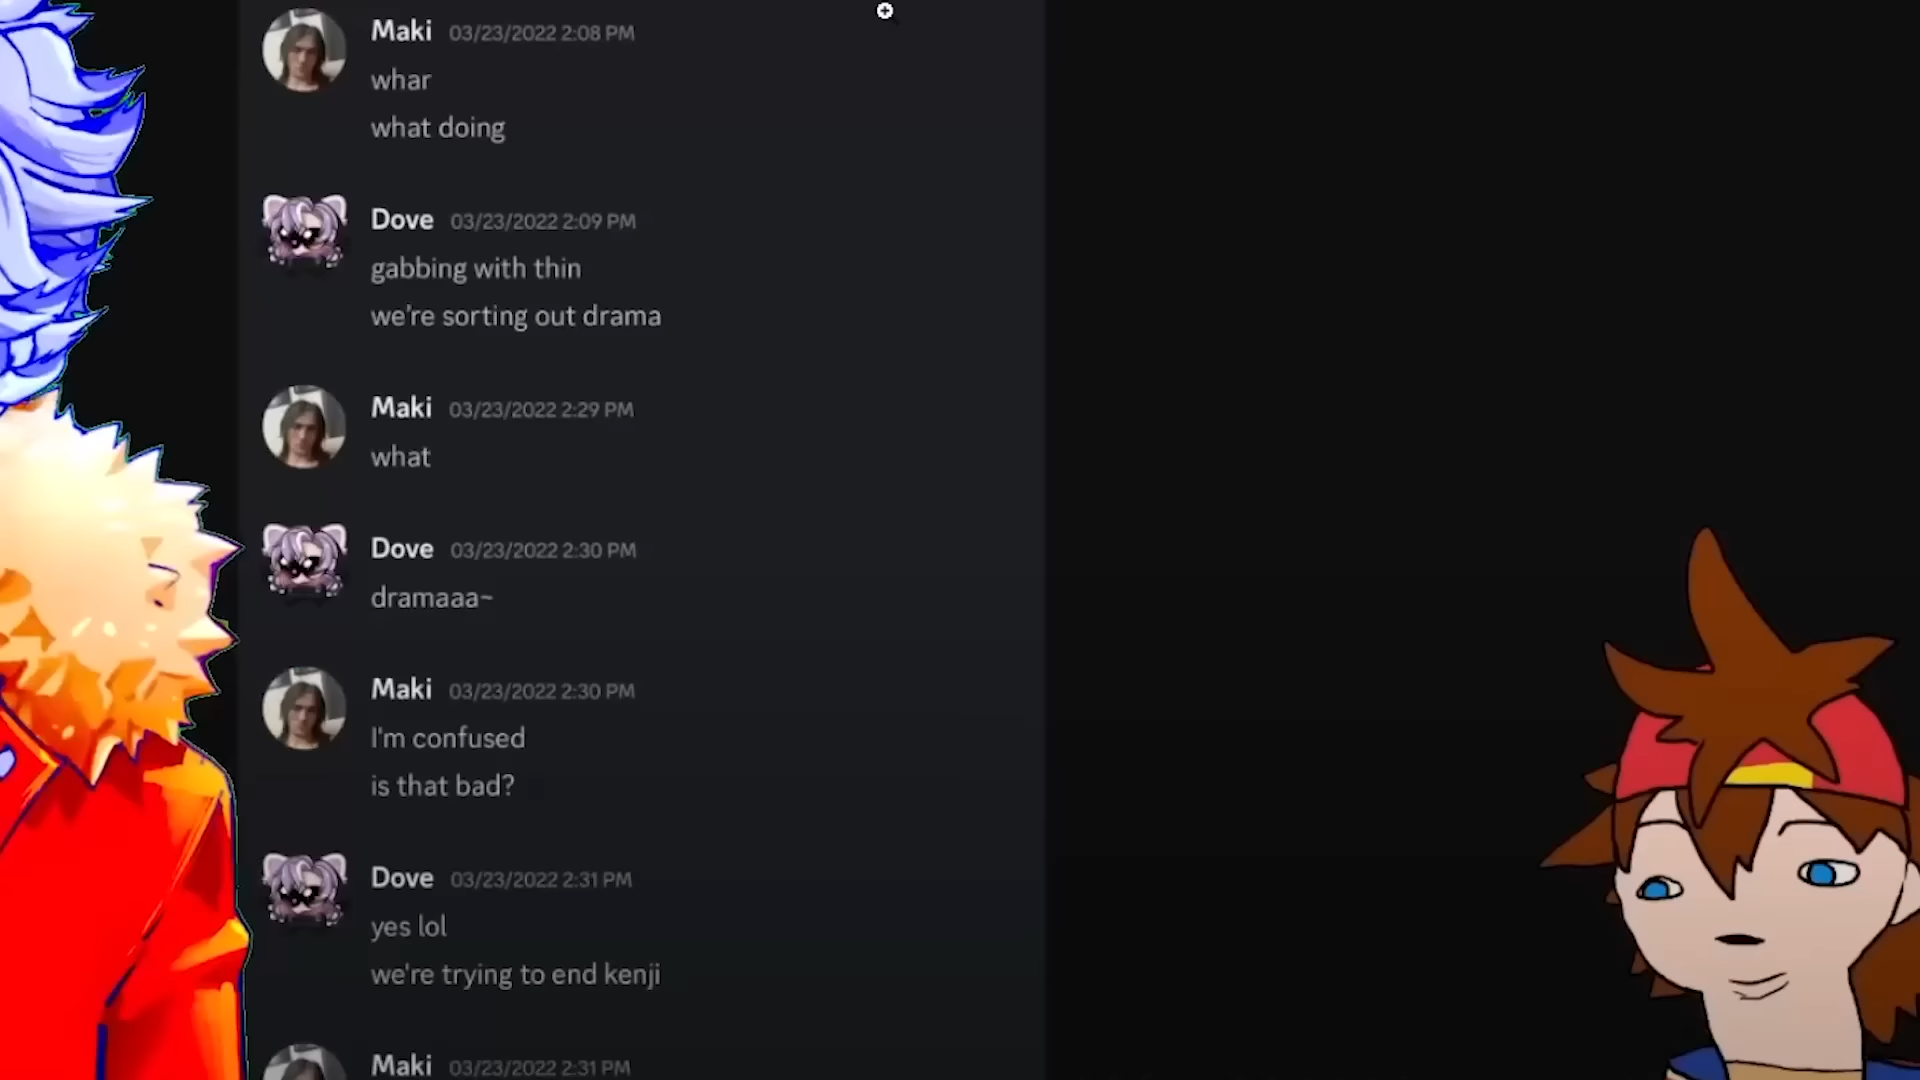 Maki 03/23/2022 2:08 PM
whar
what doing
Dove 03/23/2022 2:09 PM
gabbing with thin
we're sorting out drama
Maki 03/23/2022 2:29 PM
what
Dove 03/23/2022 2:30 PM
dramaaa~
Maki 03/23/2022 2:30 PM
I'm confused
is that bad?
Dove 03/23/2022 2:31 PM
yes lol
we're trying to end kenji
Maki 03/23/2022 2:31 PM